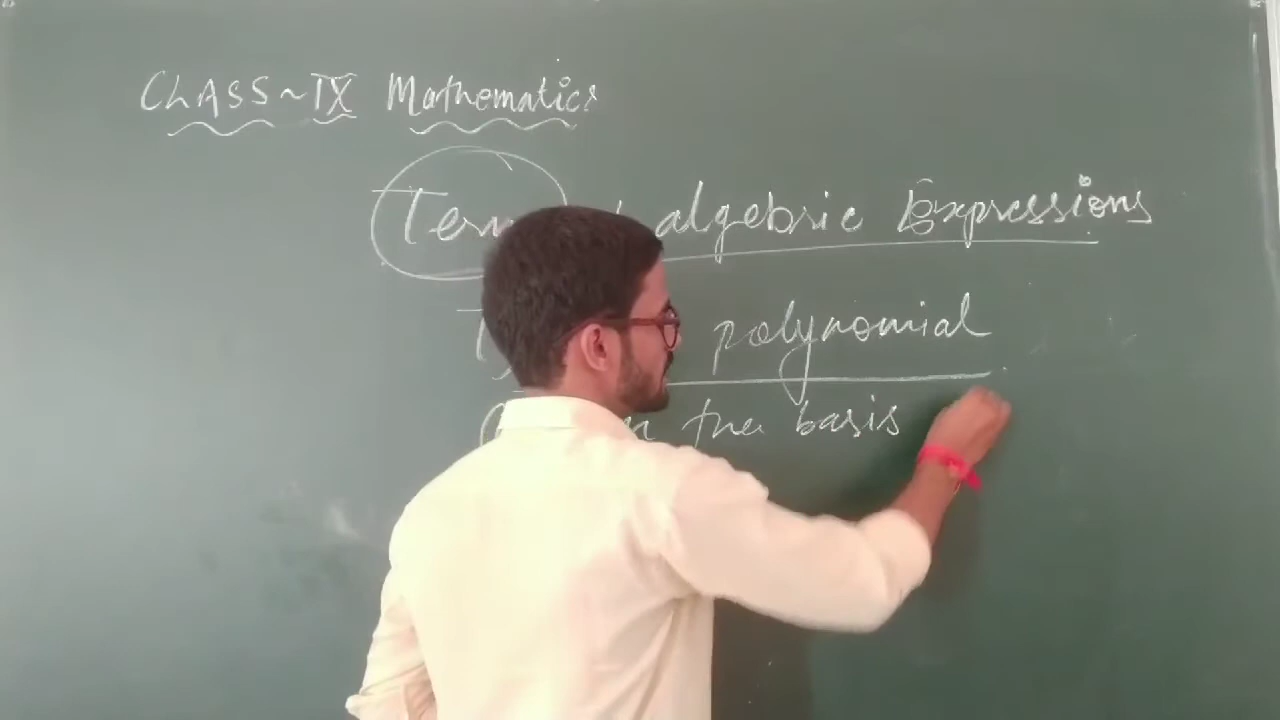 CLASS ~ IX Mathematics
algebric Expressions
polynomial
the basis